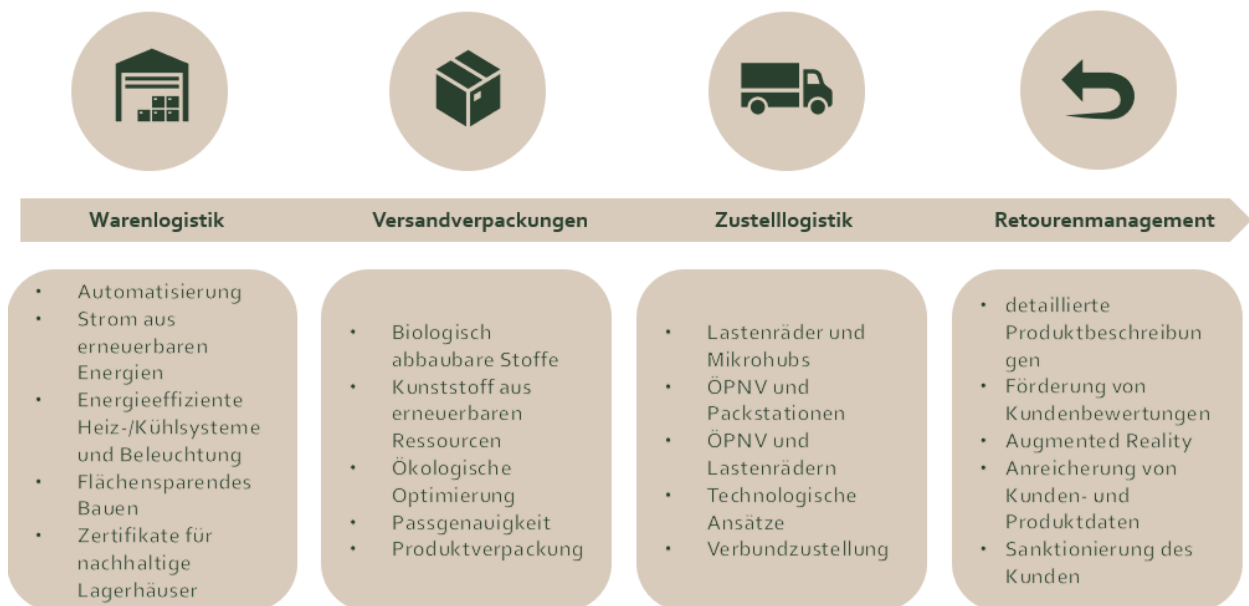 Warenlogistik
Versandverpackungen
Zustelllogistik
Retourenmanagement
• Automatisierung
• Strom aus
erneuerbaren
Energien
• Energieeffiziente
Heiz-/Kühlsysteme
und Beleuchtung
• Flächensparendes
Bauen
• Zertifikate für
nachhaltige
Lagerhäuser
• Biologisch
abbaubare Stoffe
• Kunststoff aus
erneuerbaren
Ressourcen
• Ökologische
Optimierung
• Passgenauigkeit
• Produktverpackung
• Lastenräder und
Mikrohubs
• ÖPNV und
Packstationen
• ÖPNV und
Lastenrädern
• Technologische
Ansätze
• Verbundzustellung
• detaillierte
Produktbeschreibun
gen
• Förderung von
Kundenbewertungen
• Augmented Reality
• Anreicherung von
Kunden- und
Produktdaten
• Sanktionierung des
Kunden